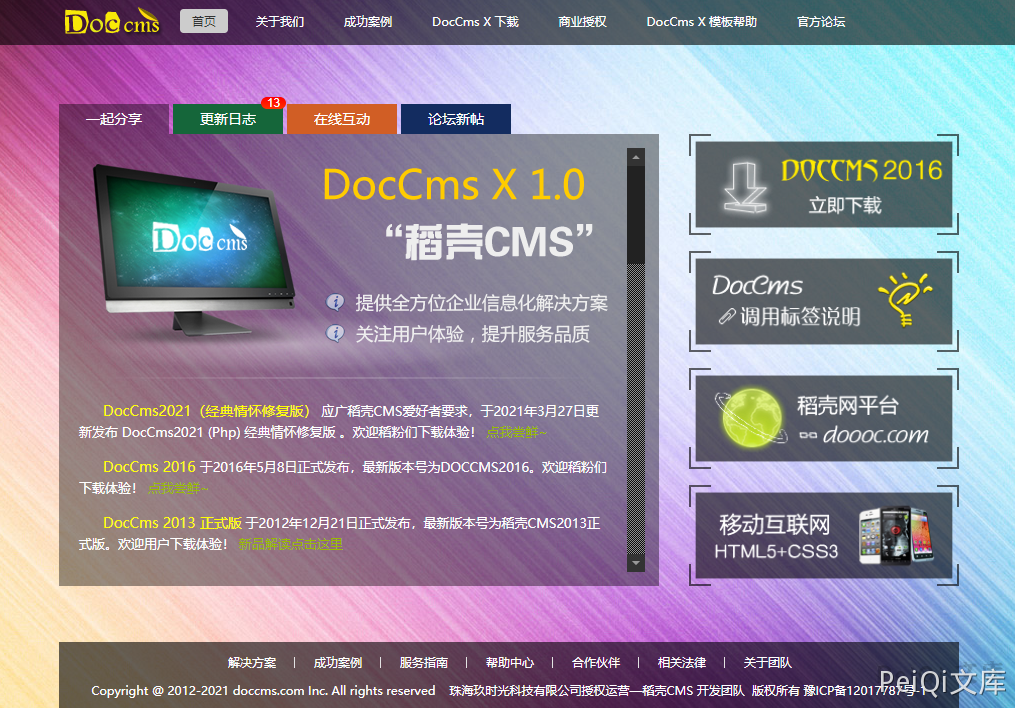 Doccms 首页 关于我们 成功案例 DocCms X 下载 商业授权 DocCms X 模板帮助 官方论坛
一起分享 更新日志 13 在线互动 论坛新帖
DocCms X 1.0
“稻壳CMS”
Doccms
提供全方位企业信息化解决方案
关注用户体验，提升服务品质
DocCms2021（经典情怀修复版） 应广稻壳CMS爱好者要求，于2021年3月27日更
新发布 DocCms2021 (Php) 经典情怀修复版 。欢迎稻粉们下载体验！ 点我尝鲜~
DocCms 2016 于2016年5月8日正式发布，最新版本号为DOCCMS2016。欢迎稻粉们
下载体验！ 点我尝鲜~
DocCms 2013 正式版 于2012年12月21日正式发布，最新版本号为稻壳CMS2013正
式版。欢迎用户下载体验！ 新品解读点击这里
DOCCMS 2016
立即下载
DocCms
调用标签说明
稻壳网平台
doooc.com
移动互联网
HTML5+CSS3
解决方案 | 成功案例 | 服务指南 | 帮助中心 | 合作伙伴 | 相关法律 | 关于团队
Copyright @ 2012-2021 doccms.com Inc. All rights reserved 珠海玖时光科技有限公司授权运营—稻壳CMS 开发团队 版权所有 豫ICP备12017787号-1
PeiQi文库